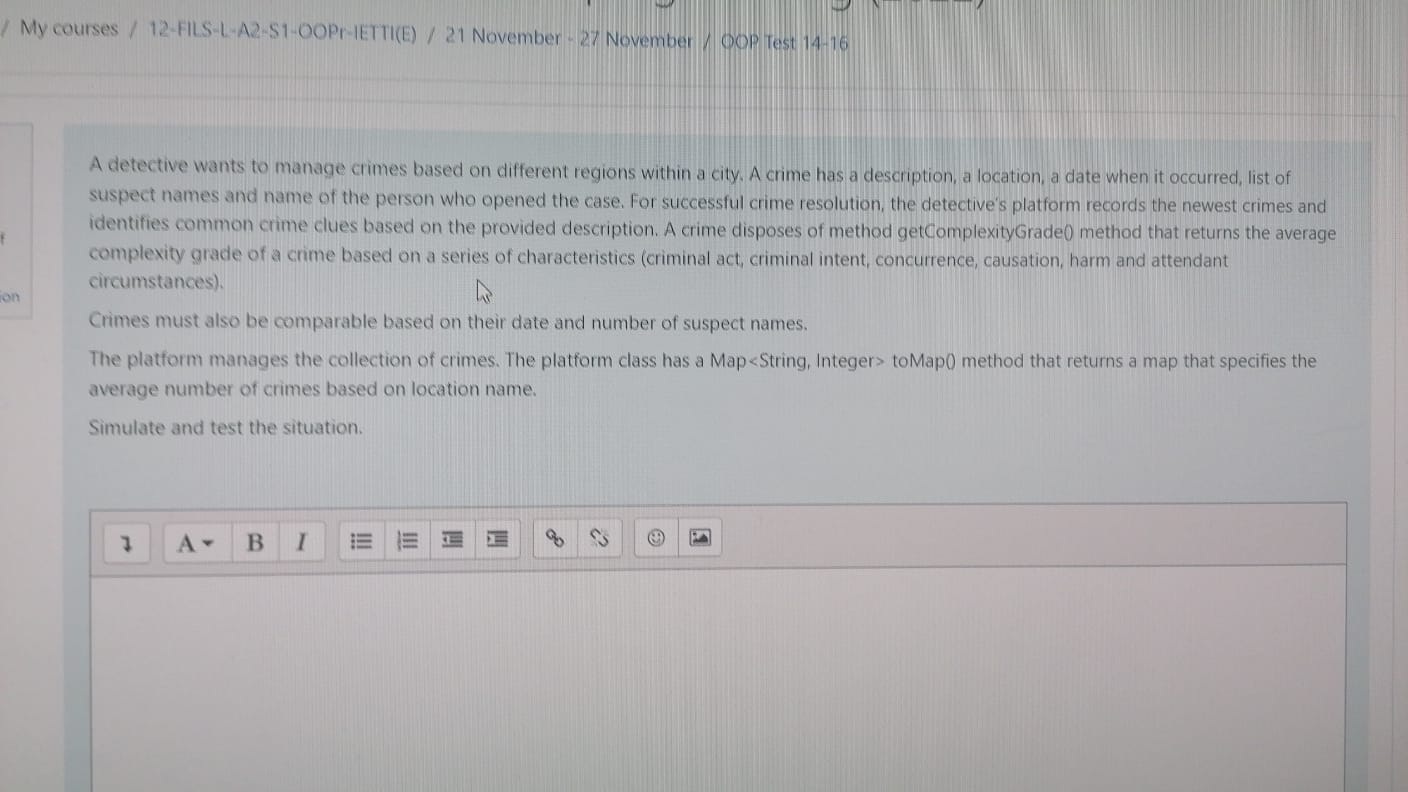 / My courses / 12-FILS-L-A2-S1-OOPr-IETTI(E) / 21 November - 27 November / OOP Test 14-16
A detective wants to manage crimes based on different regions within a city. A crime has a description, a location, a date when it occurred, list of
suspect names and name of the person who opened the case. For successful crime resolution, the detective's platform records the newest crimes and
identifies common crime clues based on the provided description. A crime disposes of method getComplexityGrade() method that returns the average
complexity grade of a crime based on a series of characteristics (criminal act, criminal intent, concurrence, causation, harm and attendant
circumstances).
Crimes must also be comparable based on their date and number of suspect names.
The platform manages the collection of crimes. The platform class has a Map<String, Integer> toMap() method that returns a map that specifies the
average number of crimes based on location name.
Simulate and test the situation.
A B I